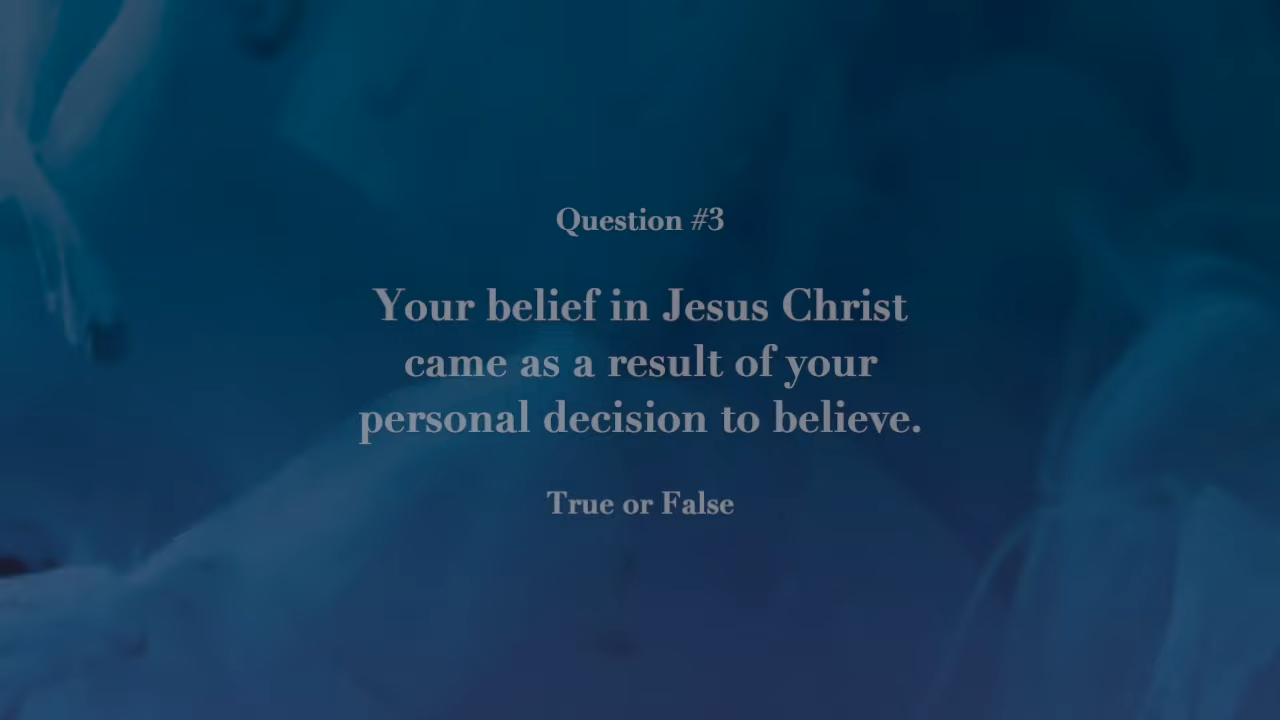 Question #3
Your belief in Jesus Christ
came as a result of your
personal decision to believe.
True or False